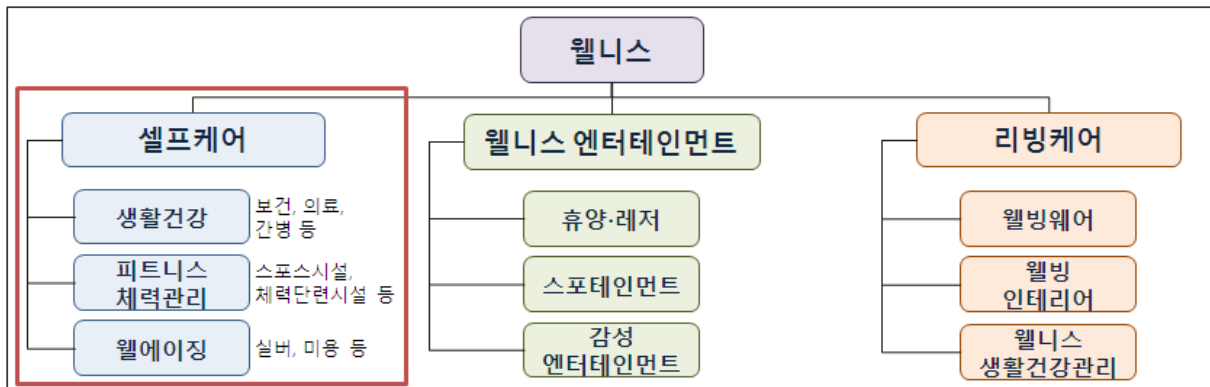 웰니스
셀프케어
생활건강
보건, 의료,
간병 등
피트니스
체력관리
스포스시설,
체력단련시설 등
웰에이징
실버, 미용 등
웰니스 엔터테인먼트
휴양·레저
스포테인먼트
감성
엔터테인먼트
리빙케어
웰빙웨어
웰빙
인테리어
웰니스
생활건강관리